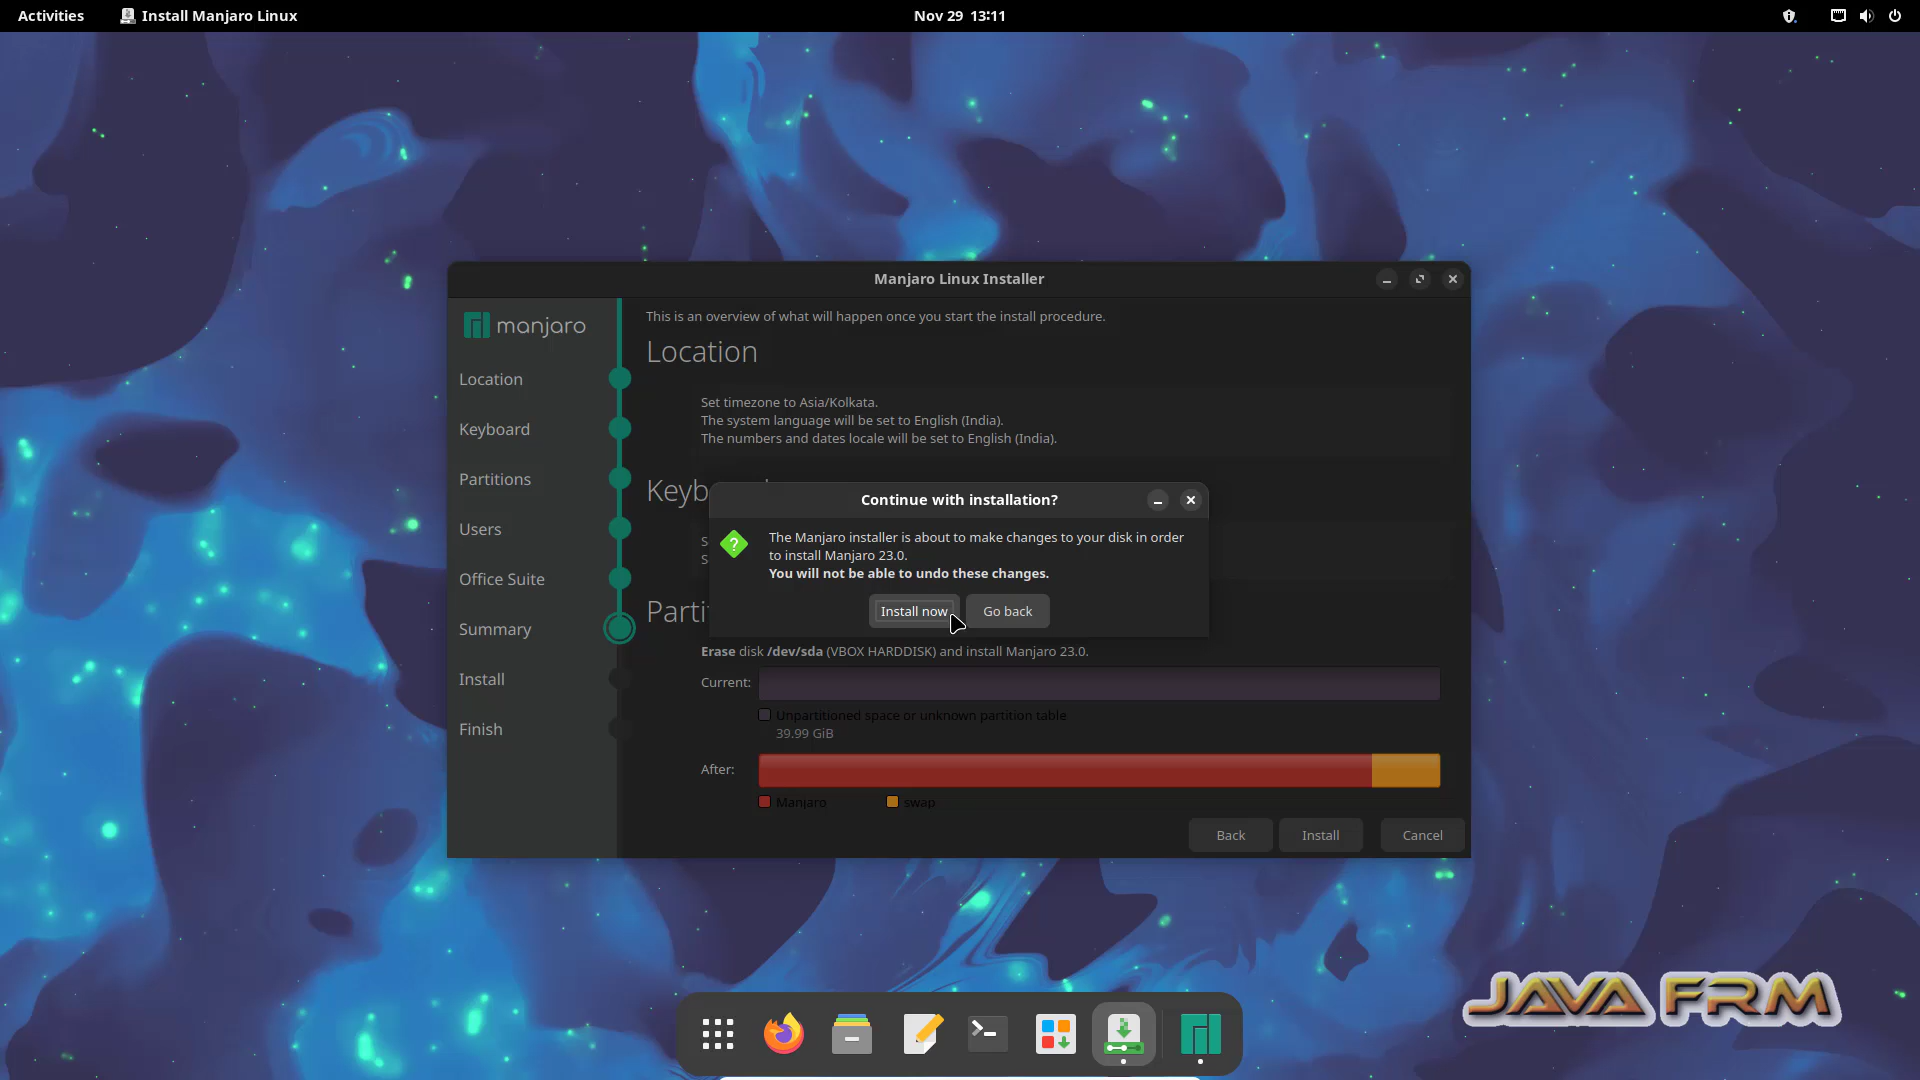 Activities
Install Manjaro Linux
Nov 29 13:11
Manjaro Linux Installer
manjaro
Location
Keyboard
Partitions
Users
Office Suite
Summary
Install
Finish
This is an overview of what will happen once you start the install procedure.
Location
Set timezone to Asia/Kolkata.
The system language will be set to English (India).
The numbers and dates locale will be set to English (India).
Continue with installation?
The Manjaro installer is about to make changes to your disk in order
to install Manjaro 23.0.
You will not be able to undo these changes.
Install now
Go back
Erase disk /dev/sda (VBOX HARDDISK) and install Manjaro 23.0.
Current:
Unpartitioned space or unknown partition table
39.99 GiB
After:
Manjaro
swap
Back
Install
Cancel
JAVA FRM